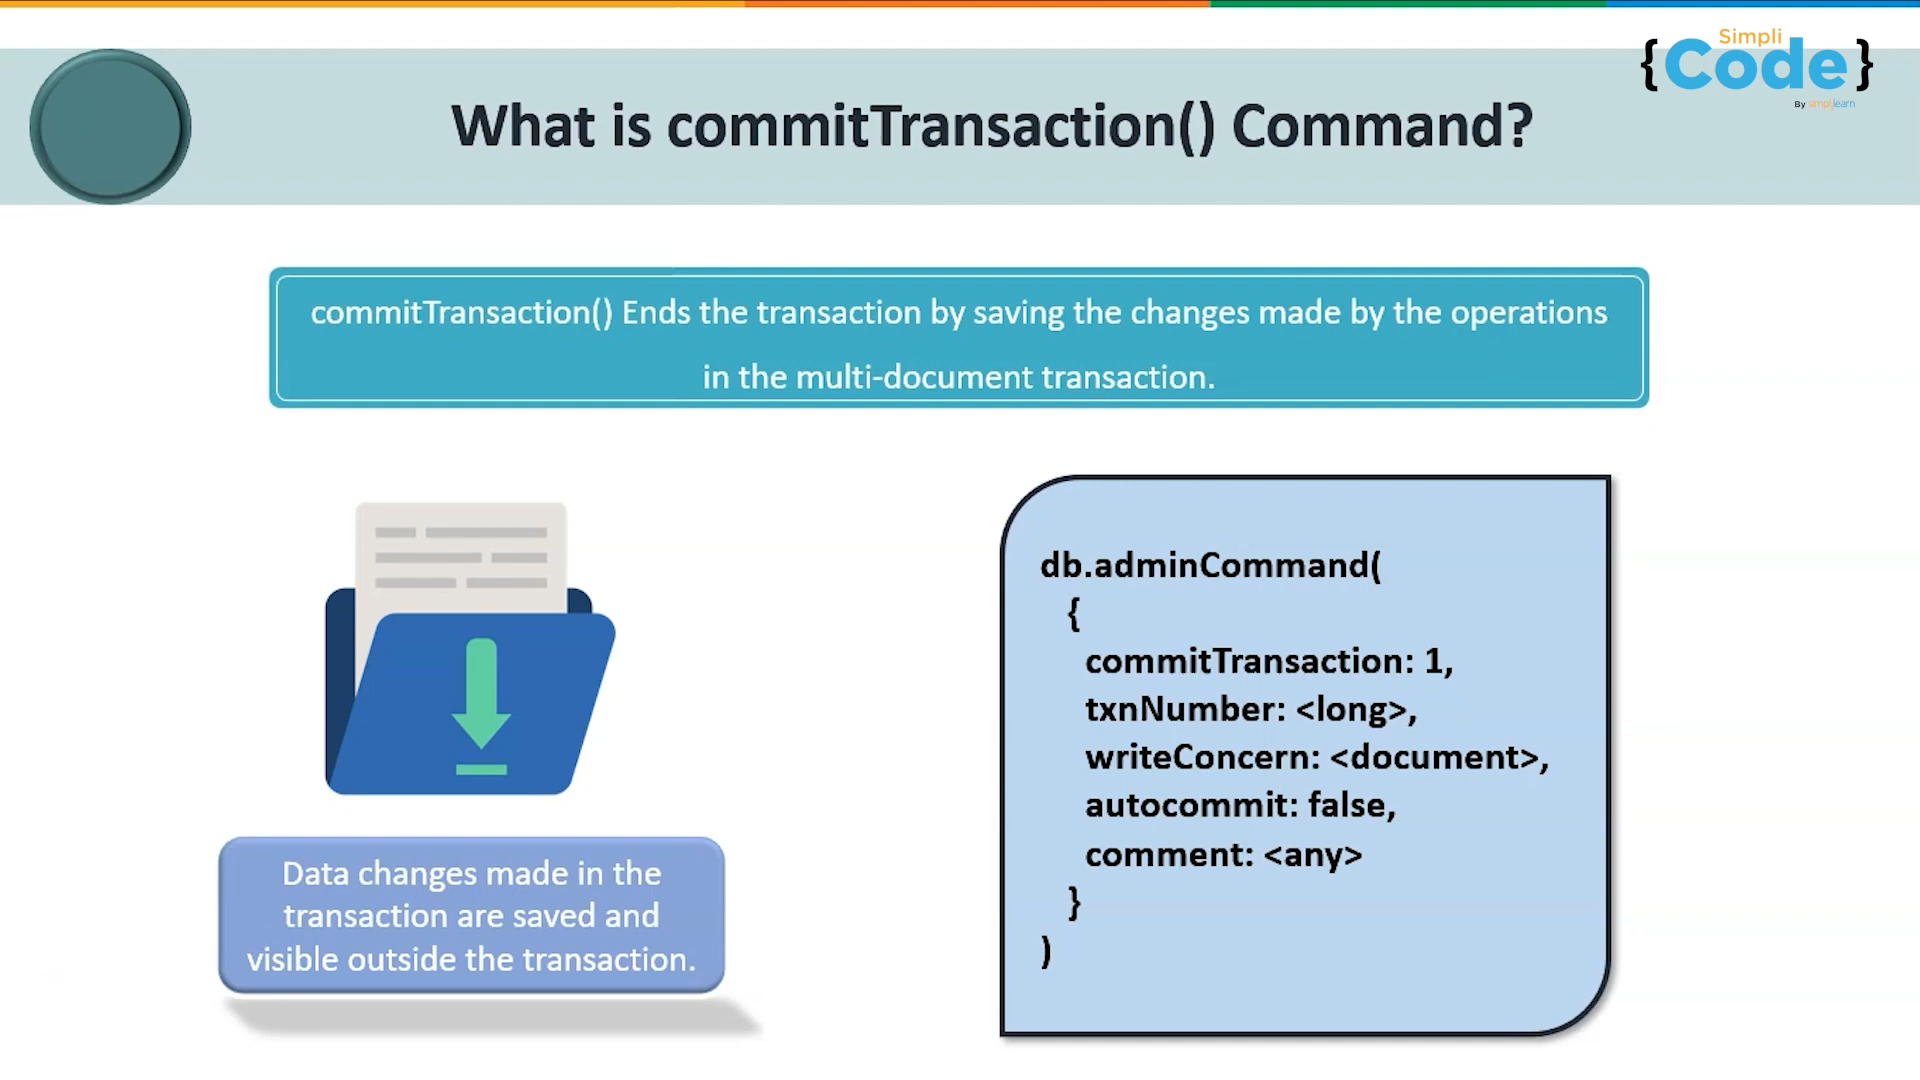 Simpli
{Code}
By simplilearn
What is commitTransaction() Command?
commitTransaction() Ends the transaction by saving the changes made by the operations
in the multi-document transaction.
Data changes made in the
transaction are saved and
visible outside the transaction.
db.adminCommand(
{
commitTransaction: 1,
txnNumber: <long>,
writeConcern: <document>,
autocommit: false,
comment: <any>
}
)